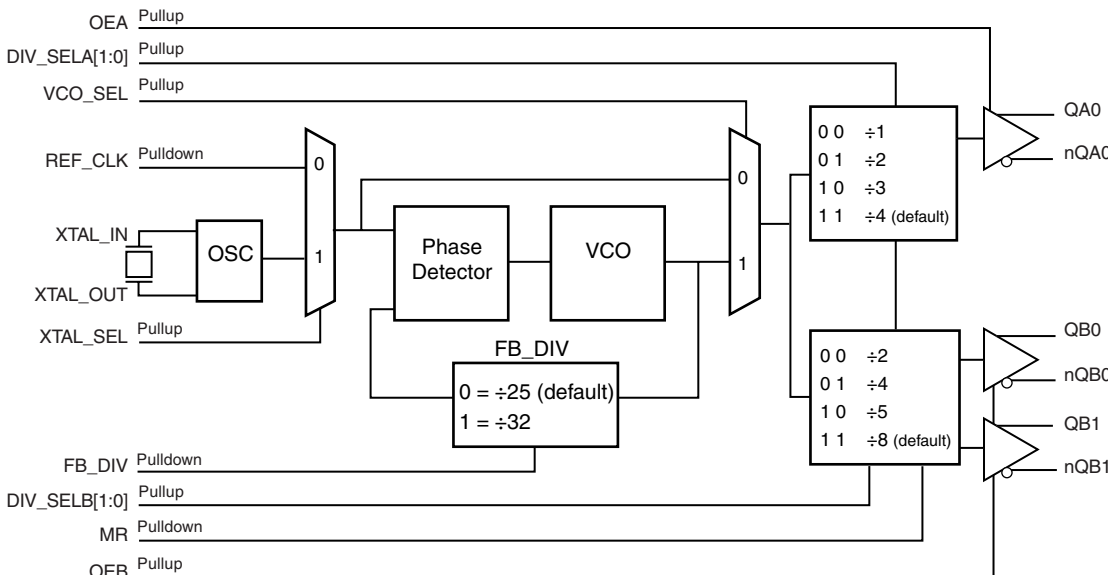 OEA Pullup
DIV_SELA[1:0] Pullup
VCO_SEL Pullup
REF_CLK Pulldown
XTAL_IN
XTAL_OUT
OSC
XTAL_SEL Pullup
0
1
Phase
Detector
VCO
0
1
FB_DIV
0 = ÷25 (default)
1 = ÷32
0 0 ÷1
0 1 ÷2
1 0 ÷3
1 1 ÷4 (default)
QA0
nQA0
0 0 ÷2
0 1 ÷4
1 0 ÷5
1 1 ÷8 (default)
QB0
nQB0
QB1
nQB1
FB_DIV Pulldown
DIV_SELB[1:0] Pullup
MR Pulldown
OEB Pullup